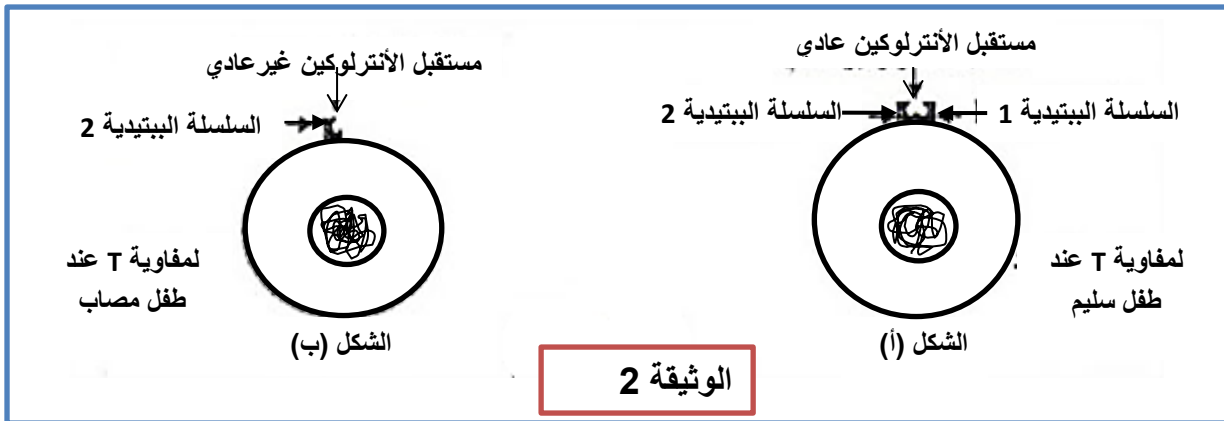 مستقبل الأنترلوكين عادي
السلسلة الببتيدية 1
السلسلة الببتيدية 2
لمفاوية T عند
طفل سليم
الشكل (أ)
مستقبل الأنترلوكين غيرعادي
السلسلة الببتيدية 2
لمفاوية T عند
طفل مصاب
الشكل (ب)
الوثيقة 2